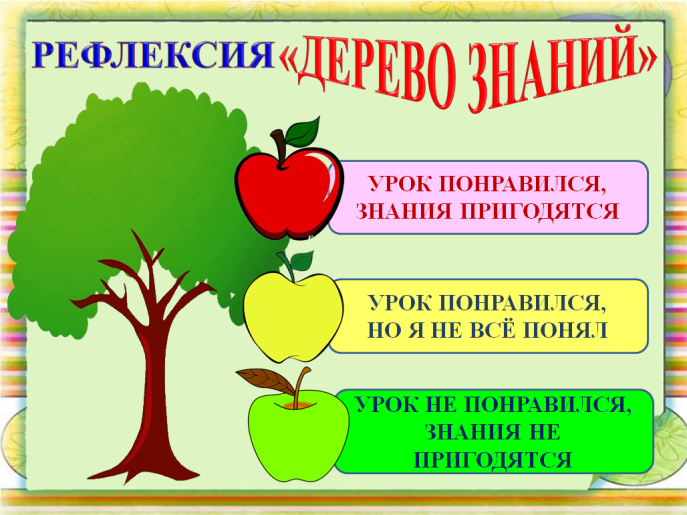 РЕФЛЕКСИЯ «ДЕРЕВО ЗНАНИЙ»
УРОК ПОНРАВИЛСЯ,
ЗНАНИЯ ПРИГОДЯТСЯ
УРОК ПОНРАВИЛСЯ,
НО Я НЕ ВСЁ ПОНЯЛ
УРОК НЕ ПОНРАВИЛСЯ,
ЗНАНИЯ НЕ
ПРИГОДЯТСЯ